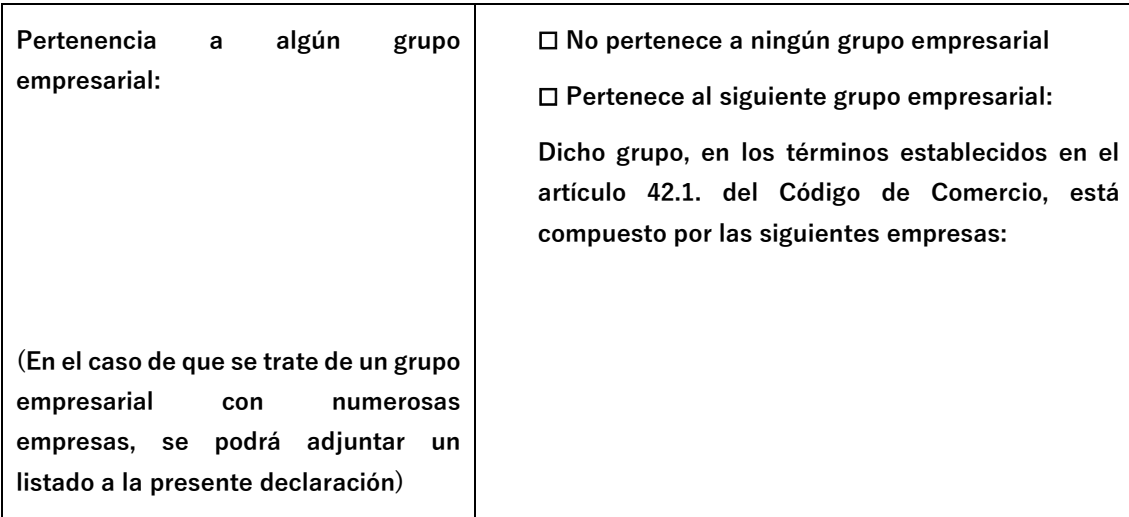 Pertenencia a algún grupo
empresarial:
(En el caso de que se trate de un grupo
empresarial con numerosas
empresas, se podrá adjuntar un
listado a la presente declaración)
☐ No pertenece a ningún grupo empresarial
☐ Pertenece al siguiente grupo empresarial:
Dicho grupo, en los términos establecidos en el
artículo 42.1. del Código de Comercio, está
compuesto por las siguientes empresas: